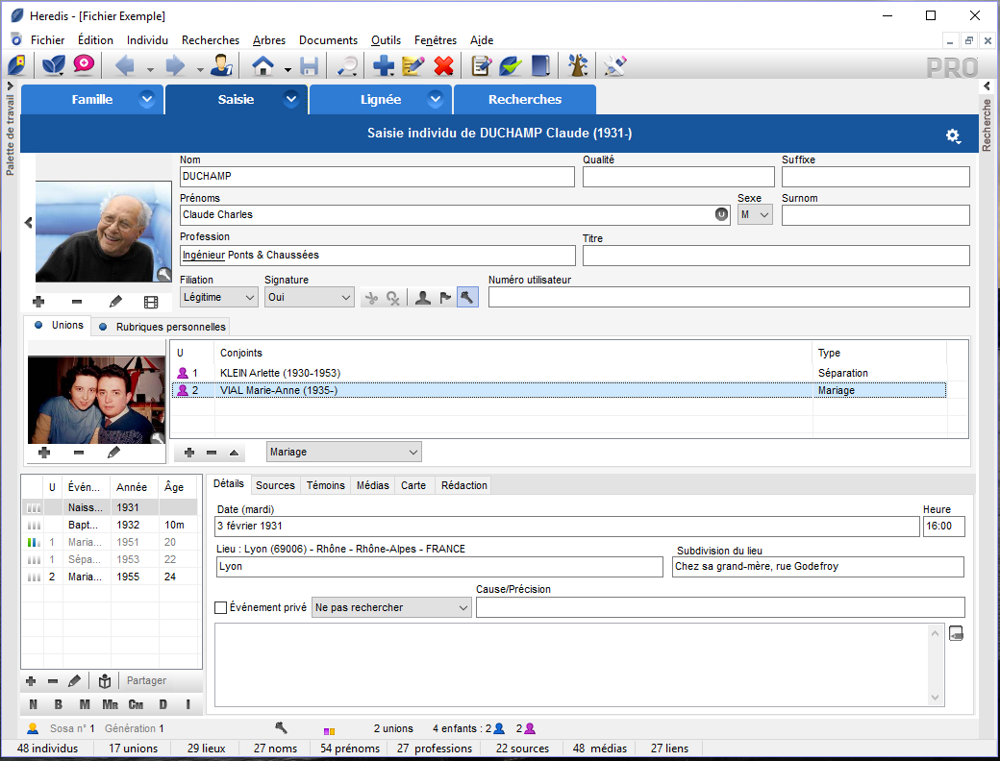 Heredis - [Fichier Exemple]
Fichier Édition Individu Recherches Arbres Documents Outils Fenêtres Aide
PRO
Palette de travail
Famille Saisie Lignée Recherches
Recherche
Saisie individu de DUCHAMP Claude (1931-)
Nom Qualité Suffixe
DUCHAMP
Prénoms Sexe Surnom
Claude Charles U M
Profession Titre
Ingénieur Ponts & Chaussées
Filiation Signature Numéro utilisateur
Légitime Oui
Unions Rubriques personnelles
U Conjoints Type
1 KLEIN Arlette (1930-1953) Séparation
2 VIAL Marie-Anne (1935-) Mariage
Mariage
U Évén... Année Âge
Naiss... 1931
Bapt... 1932 10m
1 Maria... 1951 20
1 Sépa... 1953 22
2 Maria... 1955 24
Partager
N B M MR CM D I
Détails Sources Témoins Médias Carte Rédaction
Date (mardi) Heure
3 février 1931 16:00
Lieu : Lyon (69006) - Rhône - Rhône-Alpes - FRANCE Subdivision du lieu
Lyon Chez sa grand-mère, rue Godefroy
Cause/Précision
Événement privé Ne pas rechercher
Sosa n° 1 Génération 1 2 unions 4 enfants : 2 2
48 individus 17 unions 29 lieux 27 noms 54 prénoms 27 professions 22 sources 48 médias 27 liens